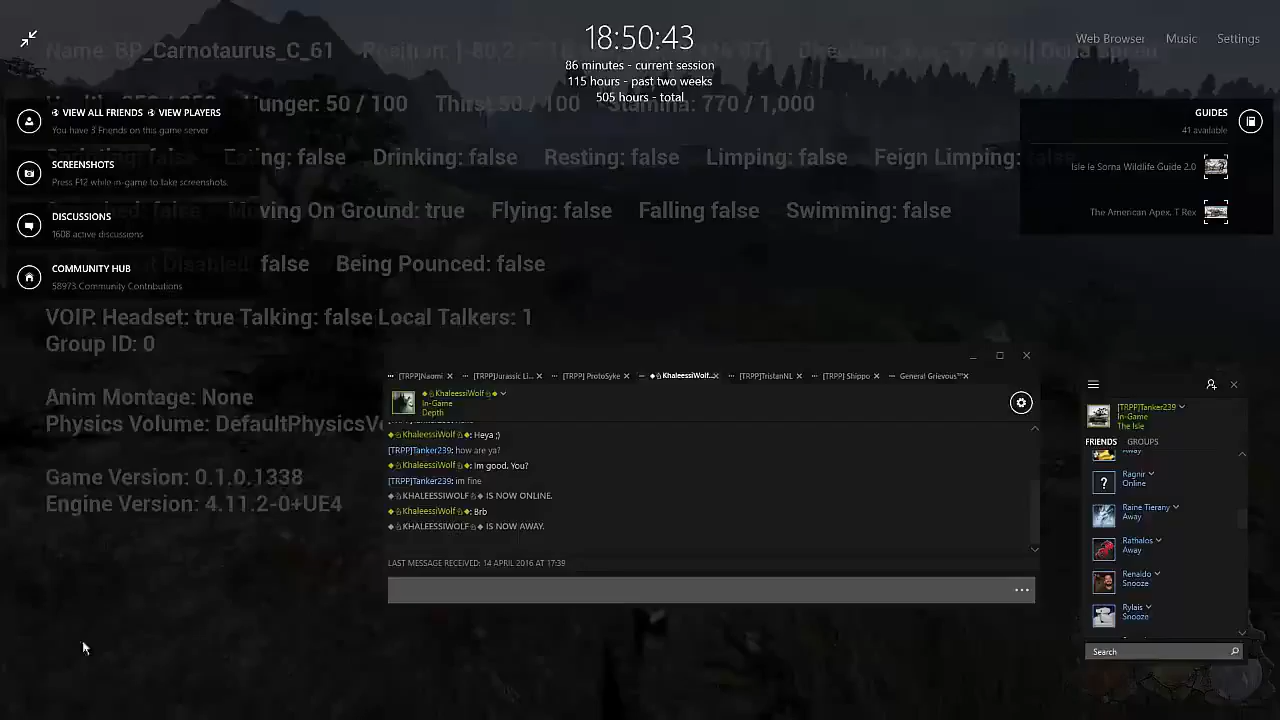 18:50:43
86 minutes - current session
115 hours - past two weeks
505 hours - total
Web Browser Music Settings
Name: BP_Carnotaurus_C_61
VIEW ALL FRIENDS VIEW PLAYERS
You have 3 Friends on this game server
Hunger: 50 / 100 Thirst: 50 / 100 Stamina: 770 / 1,000
SCREENSHOTS
Press F12 while in-game to take screenshots.
false Eating: false Drinking: false Resting: false Limping: false Feign Limping:
DISCUSSIONS
1608 active discussions
false Moving On Ground: true Flying: false Falling false Swimming: false
COMMUNITY HUB
58973 Community Contributions
Disabled: false Being Pounced: false
GUIDES
41 available
Isle le Sorna Wildlife Guide 2.0
The American Apex, T Rex
VOIP: Headset: true Talking: false Local Talkers: 1
Group ID: 0
Anim Montage: None
Physics Volume: DefaultPhysicsVo
Game Version: 0.1.0.1338
Engine Version: 4.11.2-0+UE4
[TRPP]Naomi [TRPP]Jurassic Li... [TRPP] ProtoSyke ◆♘KhaleessiWolf... [TRPP]TristanNL [TRPP] Shippo General Grievous™
◆♘KhaleessiWolf♘◆
In-Game
Depth
◆♘KhaleessiWolf♘◆: Heya ;)
[TRPP]Tanker239: how are ya?
◆♘KhaleessiWolf♘◆: Im good. You?
[TRPP]Tanker239: im fine
◆♘KHALEESSIWOLF♘◆ IS NOW ONLINE.
◆♘KhaleessiWolf♘◆: Brb
◆♘KHALEESSIWOLF♘◆ IS NOW AWAY.
LAST MESSAGE RECEIVED: 14 APRIL 2016 AT 17:39
[TRPP]Tanker239
In-Game
The Isle
FRIENDS GROUPS
Away
Ragnir
Online
Raine Tierany
Away
Rathalos
Away
Renaldo
Snooze
Rylais
Snooze
Search